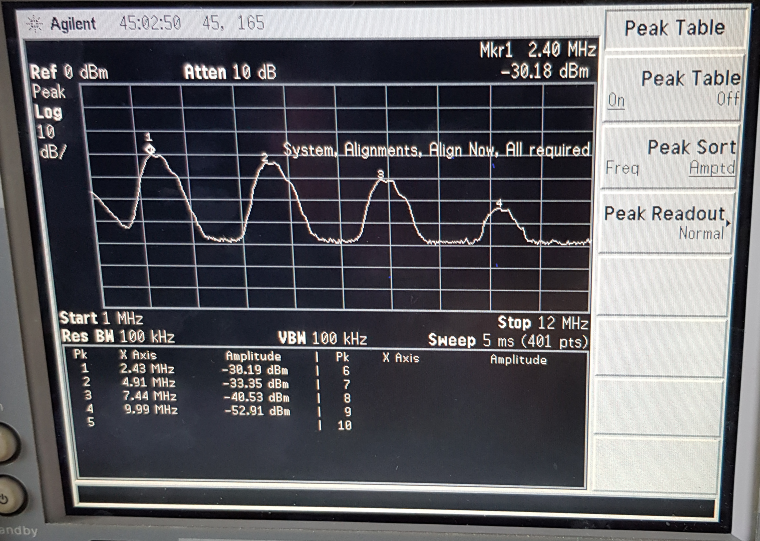 Agilent 45:02:50 45, 165
Peak Table
Mkr1 2.40 MHz
Ref 0 dBm Atten 10 dB -30.18 dBm
Peak
Log
10
dB/
Peak Table
On Off
1
2
3
4
System, Alignments, Align Now, All required
Peak Sort
Freq Amptd
Peak Readout
Normal
Start 1 MHz Stop 12 MHz
Res BW 100 kHz VBW 100 kHz Sweep 5 ms (401 pts)
Pk X Axis Amplitude | Pk X Axis Amplitude
1 2.43 MHz -30.19 dBm | 6
2 4.91 MHz -33.35 dBm | 7
3 7.44 MHz -40.53 dBm | 8
4 9.99 MHz -52.91 dBm | 9
5 | 10